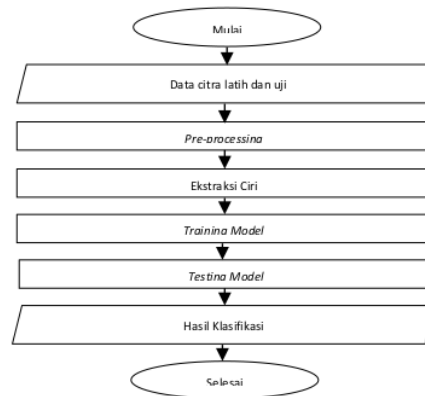 Mulai
Data citra latih dan uji
Pre-processing
Ekstraksi Ciri
Training Model
Testing Model
Hasil Klasifikasi
Selesai